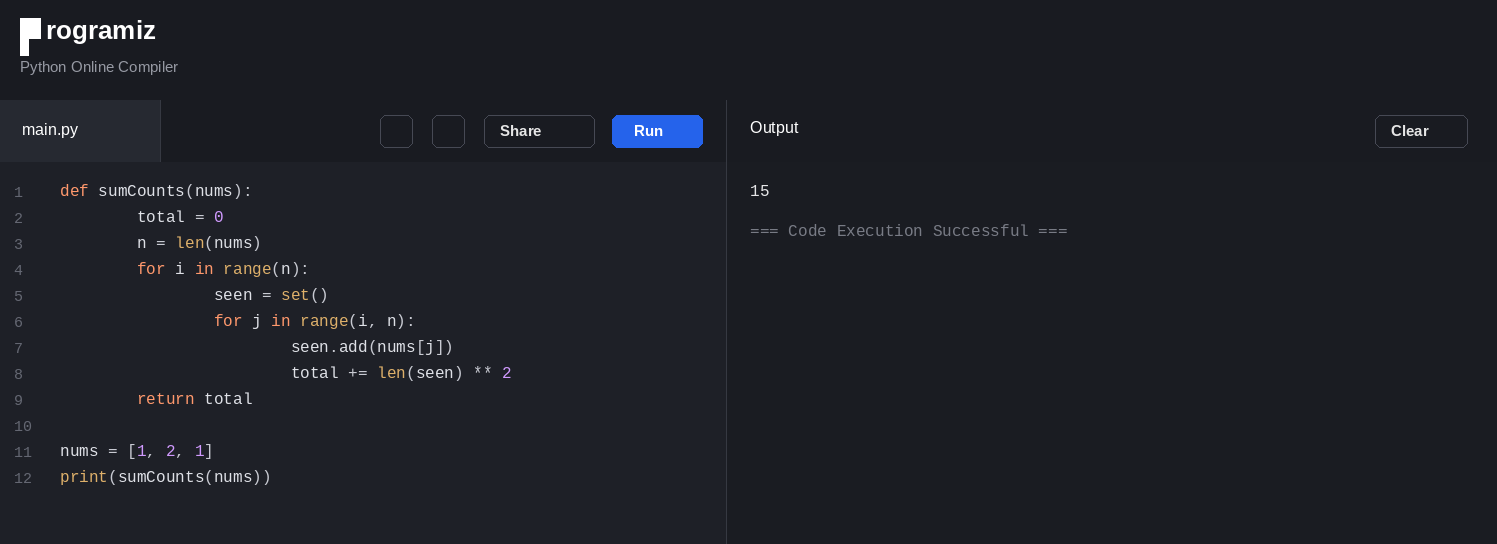 Programiz
Python Online Compiler
main.py
Share
Run
Output
Clear
1 def sumCounts(nums):
2         total = 0
3         n = len(nums)
4         for i in range(n):
5                 seen = set()
6                 for j in range(i, n):
7                         seen.add(nums[j])
8                         total += len(seen) ** 2
9         return total
10
11 nums = [1, 2, 1]
12 print(sumCounts(nums))
15
=== Code Execution Successful ===